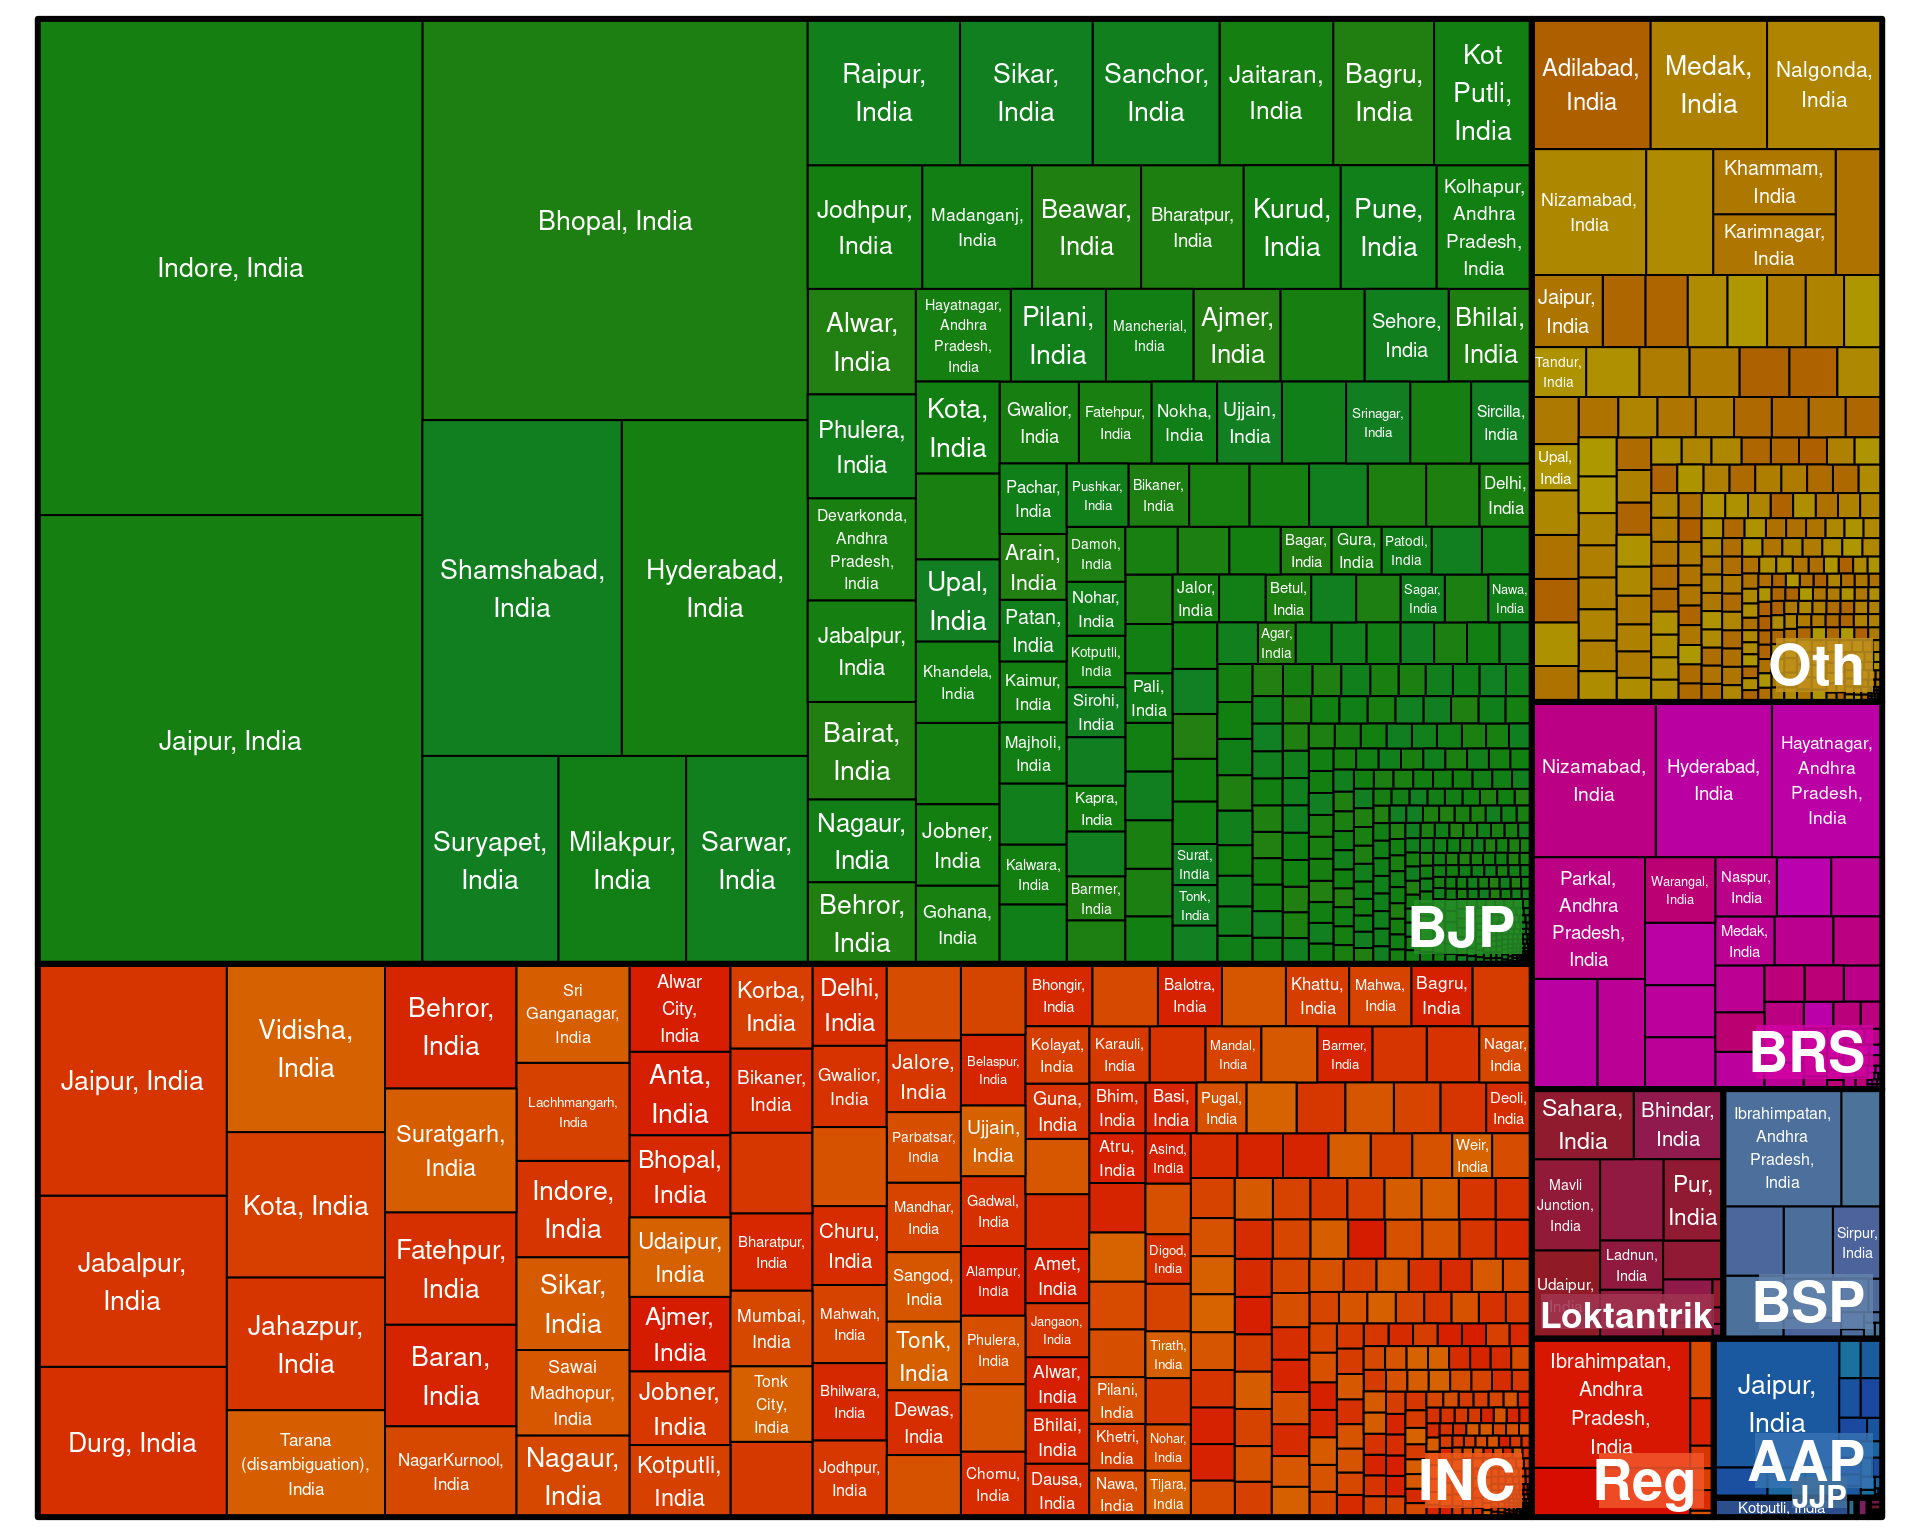 Indore, India
Jaipur, India
Bhopal, India
Shamshabad,
India
Hyderabad,
India
Suryapet,
India
Milakpur,
India
Sarwar,
India
Raipur,
India
Sikar,
India
Sanchor,
India
Jaitaran,
India
Bagru,
India
Kot
Putli,
India
Jodhpur,
India
Madanganj,
India
Beawar,
India
Bharatpur,
India
Kurud,
India
Pune,
India
Kolhapur,
Andhra
Pradesh,
India
Alwar,
India
Hayatnagar,
Andhra
Pradesh,
India
Pilani,
India
Mancherial,
India
Ajmer,
India
Sehore,
India
Bhilai,
India
Phulera,
India
Kota,
India
Gwalior,
India
Fatehpur,
India
Nokha,
India
Ujjain,
India
Srinagar,
India
Sircilla,
India
Devarkonda,
Andhra
Pradesh,
India
Pachar,
India
Pushkar,
India
Bikaner,
India
Delhi,
India
Upal,
India
Arain,
India
Damoh,
India
Bagar,
India
Gura,
India
Patodi,
India
Jabalpur,
India
Patan,
India
Nohar,
India
Jalor,
India
Betul,
India
Sagar,
India
Nawa,
India
Khandela,
India
Kaimur,
India
Kotputli,
India
Agar,
India
Bairat,
India
Majholi,
India
Sirohi,
India
Pali,
India
Nagaur,
India
Jobner,
India
Kapra,
India
Kalwara,
India
Surat,
India
Behror,
India
Gohana,
India
Barmer,
India
Tonk,
India
BJP
Adilabad,
India
Medak,
India
Nalgonda,
India
Nizamabad,
India
Khammam,
India
Karimnagar,
India
Jaipur,
India
Tandur,
India
Upal,
India
Oth
Nizamabad,
India
Hyderabad,
India
Hayatnagar,
Andhra
Pradesh,
India
Parkal,
Andhra
Pradesh,
India
Warangal,
India
Naspur,
India
Medak,
India
BRS
Sahara,
India
Bhindar,
India
Mavli
Junction,
India
Pur,
India
Ladnun,
India
Udaipur,
India
Loktantrik
Ibrahimpatan,
Andhra
Pradesh,
India
Sirpur,
India
BSP
Ibrahimpatan,
Andhra
Pradesh,
India
Reg
Jaipur,
India
AAP
Kotputli, India
JJP
Jaipur, India
Jabalpur,
India
Durg, India
Vidisha,
India
Kota, India
Jahazpur,
India
Tarana
(disambiguation),
India
Behror,
India
Suratgarh,
India
Fatehpur,
India
Baran,
India
NagarKurnool,
India
Sri
Ganganagar,
India
Lachhmangarh,
India
Indore,
India
Sikar,
India
Sawai
Madhopur,
India
Nagaur,
India
Alwar
City,
India
Anta,
India
Bhopal,
India
Udaipur,
India
Ajmer,
India
Jobner,
India
Kotputli,
India
Korba,
India
Bikaner,
India
Bharatpur,
India
Mumbai,
India
Tonk
City,
India
Delhi,
India
Gwalior,
India
Churu,
India
Mahwah,
India
Bhilwara,
India
Jodhpur,
India
Jalore,
India
Parbatsar,
India
Mandhar,
India
Sangod,
India
Tonk,
India
Dewas,
India
Belaspur,
India
Ujjain,
India
Gadwal,
India
Alampur,
India
Phulera,
India
Chomu,
India
Bhongir,
India
Balotra,
India
Khattu,
India
Mahwa,
India
Bagru,
India
Kolayat,
India
Karauli,
India
Mandal,
India
Barmer,
India
Nagar,
India
Guna,
India
Bhim,
India
Basi,
India
Pugal,
India
Deoli,
India
Atru,
India
Asind,
India
Weir,
India
Amet,
India
Digod,
India
Jangaon,
India
Tirath,
India
Alwar,
India
Pilani,
India
Bhilai,
India
Khetri,
India
Nohar,
India
Dausa,
India
Nawa,
India
Tijara,
India
INC